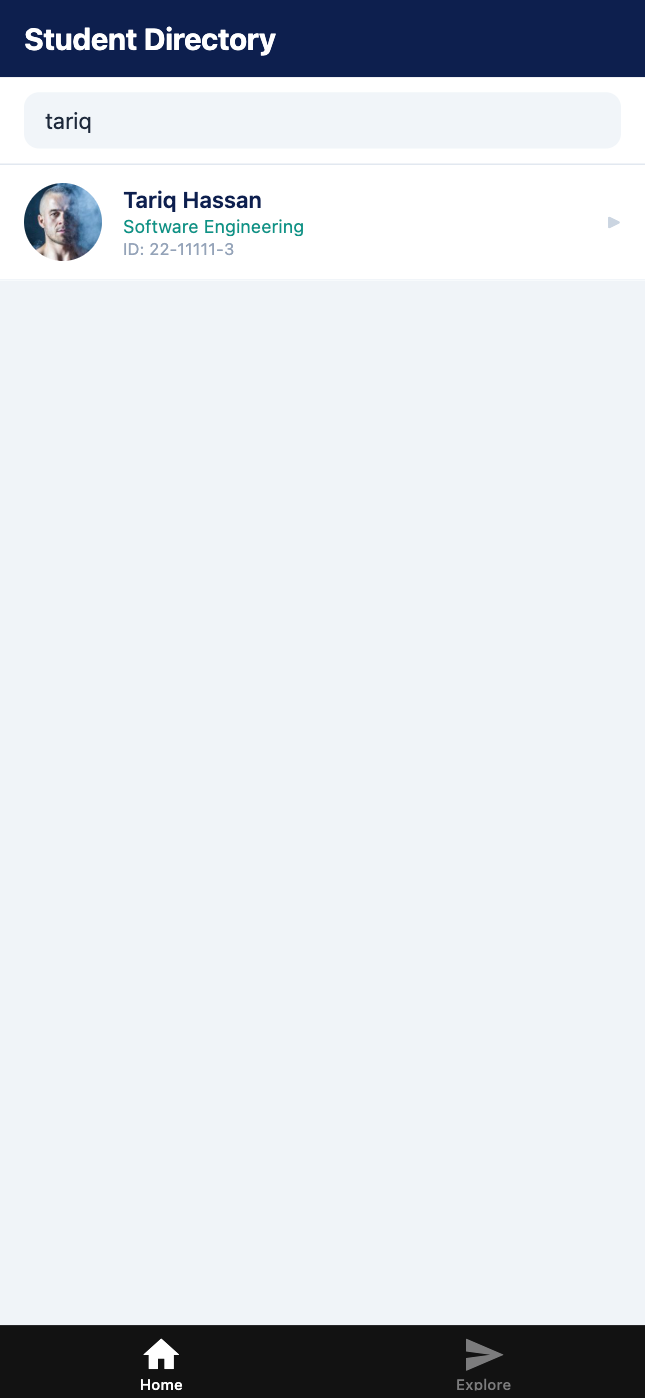 Student Directory
tariq
Tariq Hassan
Software Engineering
ID: 22-11111-3
Home
Explore